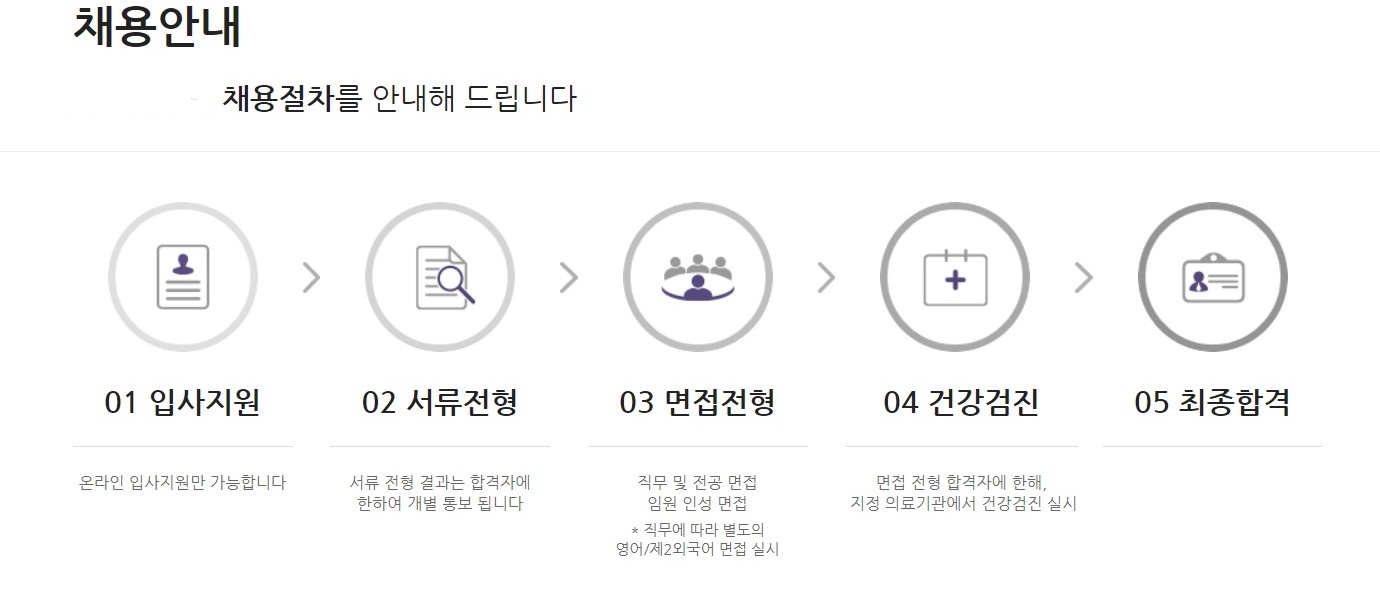 채용안내
채용절차를 안내해 드립니다
01 입사지원
온라인 입사지원만 가능합니다
02 서류전형
서류 전형 결과는 합격자에
한하여 개별 통보 됩니다
03 면접전형
직무 및 전공 면접
임원 인성 면접
* 직무에 따라 별도의
영어/제2외국어 면접 실시
04 건강검진
면접 전형 합격자에 한해,
지정 의료기관에서 건강검진 실시
05 최종합격